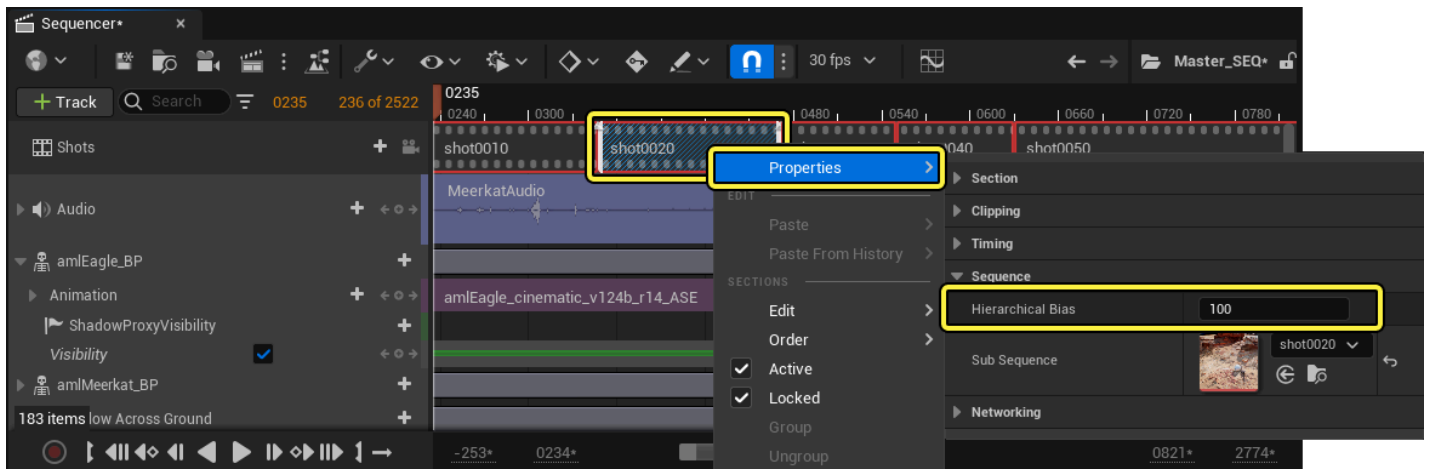 Sequencer*
30 fps
Master_SEQ*
+ Track
Search
0235
236 of 2522
0235
0240
0300
0480
0540
0600
0660
0720
0780
Shots
shot0010
shot0020
shot0050
Properties
Section
EDIT
Clipping
Audio
MeerkatAudio
Paste
Timing
Paste From History
amlEagle_BP
Sequence
SECTIONS
Animation
amlEagle_cinematic_v124b_r14_ASE
Edit
Hierarchical Bias
100
ShadowProxyVisibility
Order
shot0020
Visibility
Sub Sequence
Active
amlMeerkat_BP
Locked
Networking
183 items low Across Ground
Group
-253*
0234*
Ungroup
0821*
2774*